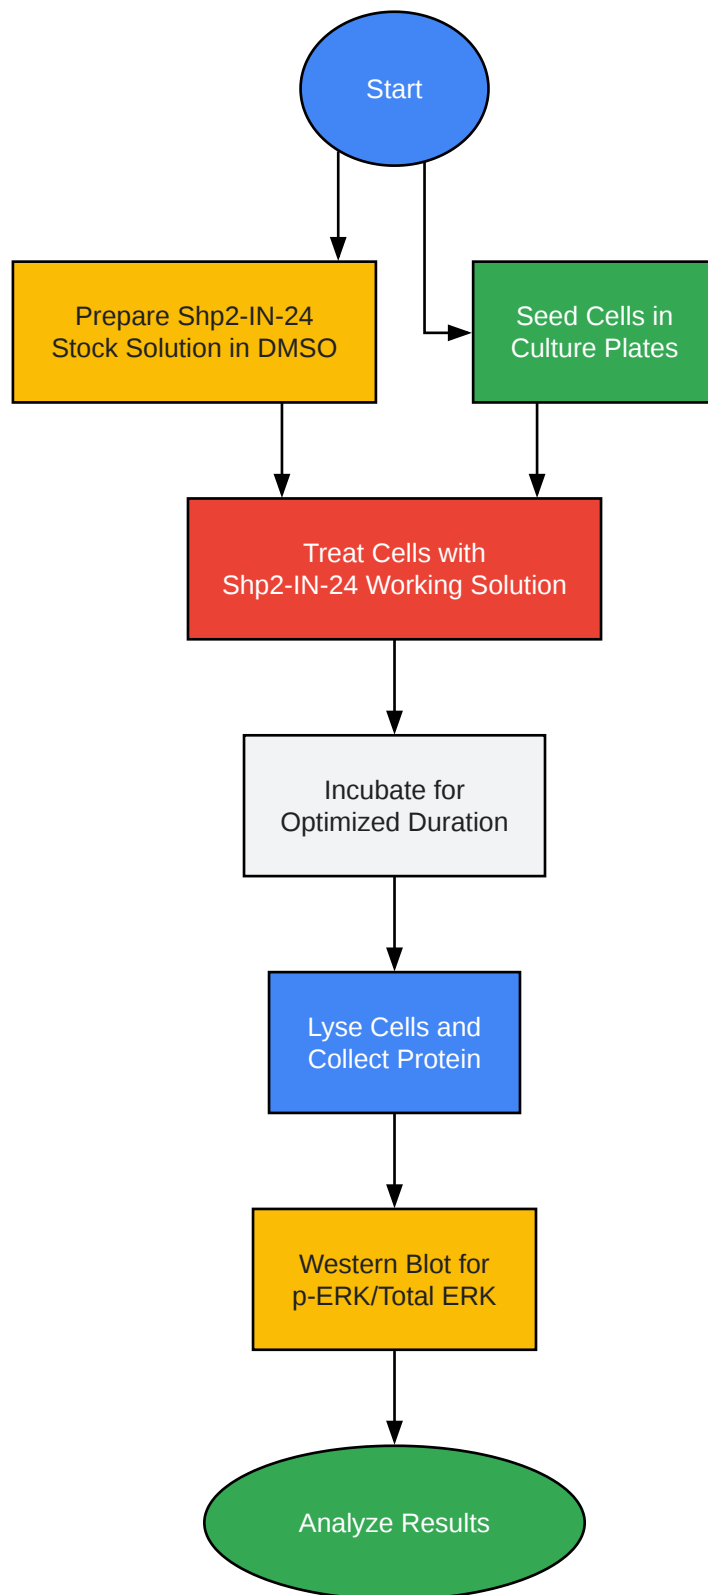 Start
Prepare Shp2-IN-24
Stock Solution in DMSO
Seed Cells in
Culture Plates
Treat Cells with
Shp2-IN-24 Working Solution
Incubate for
Optimized Duration
Lyse Cells and
Collect Protein
Western Blot for
p-ERK/Total ERK
Analyze Results